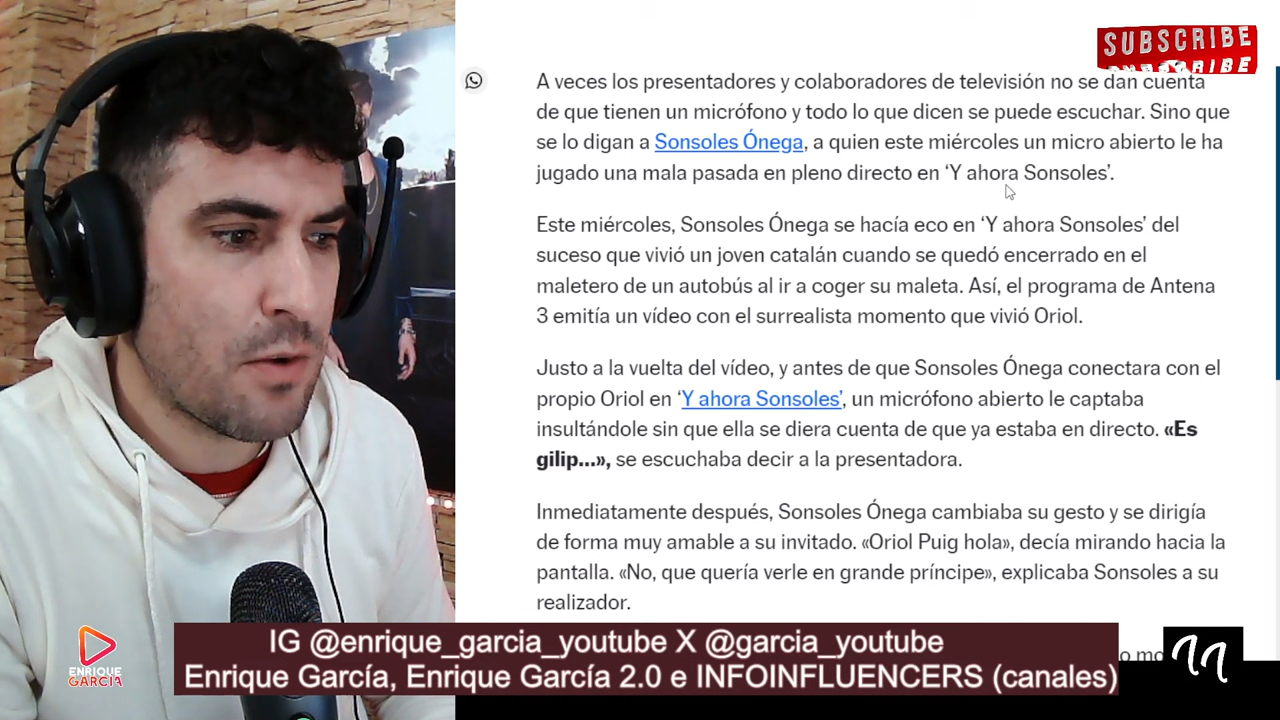 SUBSCRIBE
A veces los presentadores y colaboradores de televisión no se dan cuenta
de que tienen un micrófono y todo lo que dicen se puede escuchar. Sino que
se lo digan a Sonsoles Ónega, a quien este miércoles un micro abierto le ha
jugado una mala pasada en pleno directo en ‘Y ahora Sonsoles’.
Este miércoles, Sonsoles Ónega se hacía eco en ‘Y ahora Sonsoles’ del
suceso que vivió un joven catalán cuando se quedó encerrado en el
maletero de un autobús al ir a coger su maleta. Así, el programa de Antena
3 emitía un vídeo con el surrealista momento que vivió Oriol.
Justo a la vuelta del vídeo, y antes de que Sonsoles Ónega conectara con el
propio Oriol en ‘Y ahora Sonsoles’, un micrófono abierto le captaba
insultándole sin que ella se diera cuenta de que ya estaba en directo. «Es
gilip...», se escuchaba decir a la presentadora.
Inmediatamente después, Sonsoles Ónega cambiaba su gesto y se dirigía
de forma muy amable a su invitado. «Oriol Puig hola», decía mirando hacia la
pantalla. «No, que quería verle en grande príncipe», explicaba Sonsoles a su
realizador.
IG @enrique_garcia_youtube X @garcia_youtube
Enrique García, Enrique García 2.0 e INFOINFLUENCERS (canales)
ENRIQUE
GARCÍA